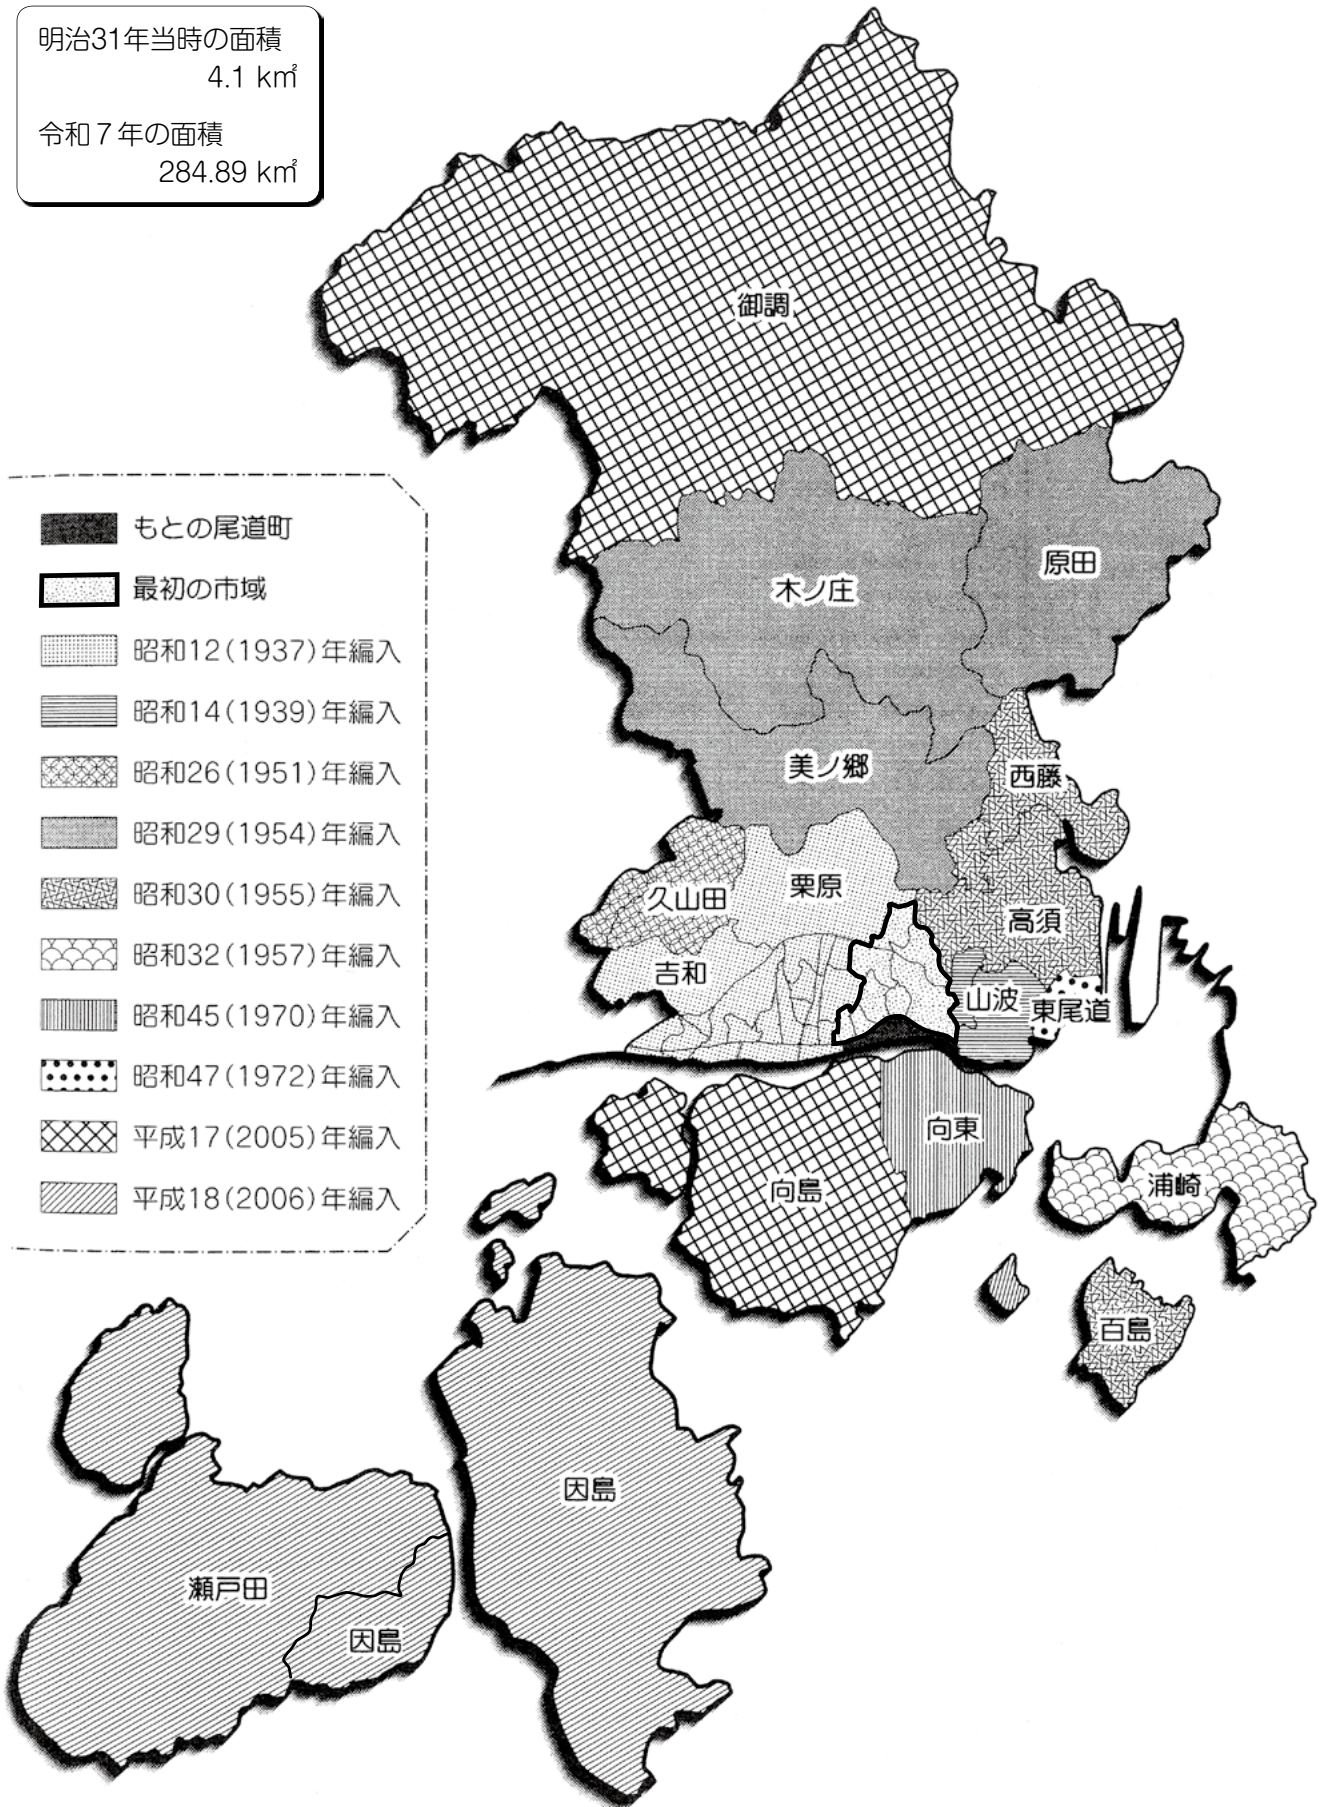 明治31年当時の面積
4.1 k㎡
令和7年の面積
284.89 k㎡
御調
もとの尾道町
最初の市域
昭和12(1937)年編入
昭和14(1939)年編入
昭和26(1951)年編入
昭和29(1954)年編入
昭和30(1955)年編入
昭和32(1957)年編入
昭和45(1970)年編入
昭和47(1972)年編入
平成17(2005)年編入
平成18(2006)年編入
原田
木ノ庄
美ノ郷
西藤
栗原
久山田
高須
吉和
山波
東尾道
向東
向島
浦崎
百島
因島
瀬戸田
因島